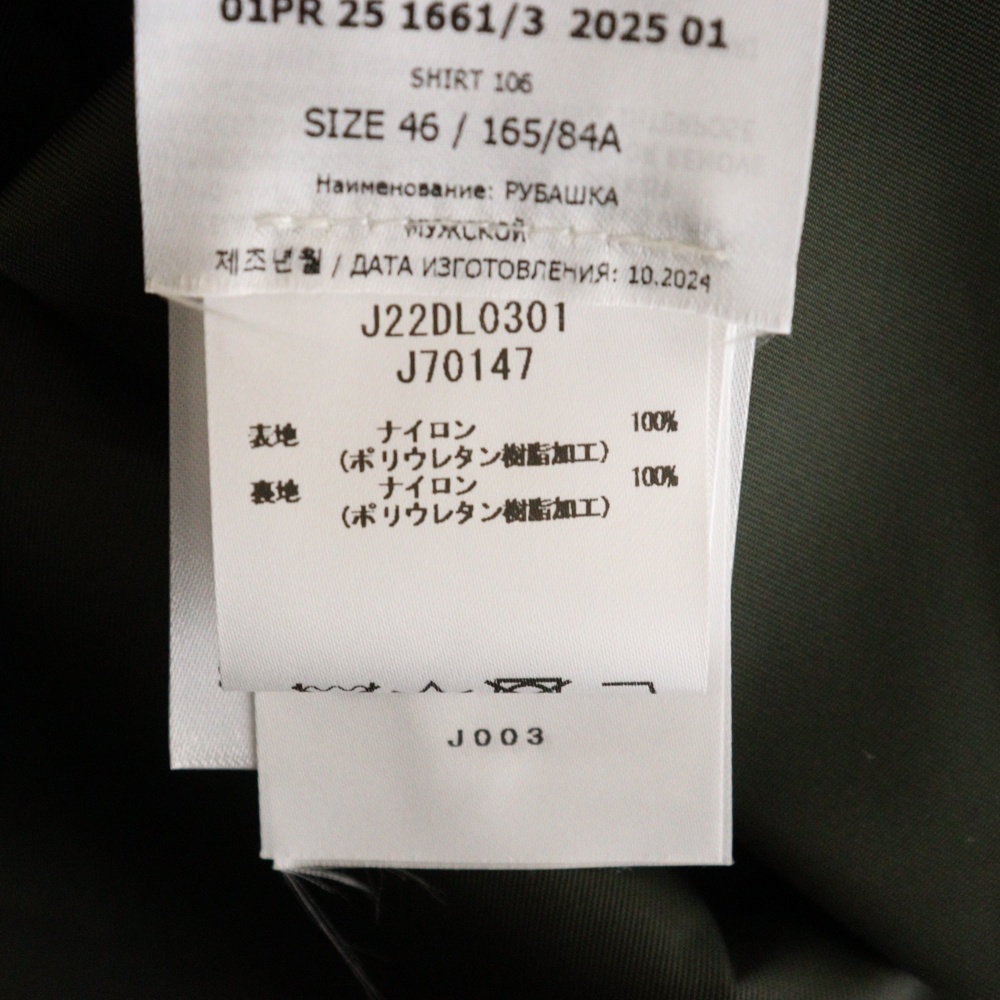 01PR 25 1661/3 2025 01
SHIRT 106
SIZE 46 / 165/84A
Наименование: РУБАШКА
МУЖСКОЙ
제조년월 / ДАТА ИЗГОТОВЛЕНИЯ: 10.2024
J22DL0301
J70147
表地 ナイロン 100%
(ポリウレタン樹脂加工)
裏地 ナイロン 100%
(ポリウレタン樹脂加工)
J003